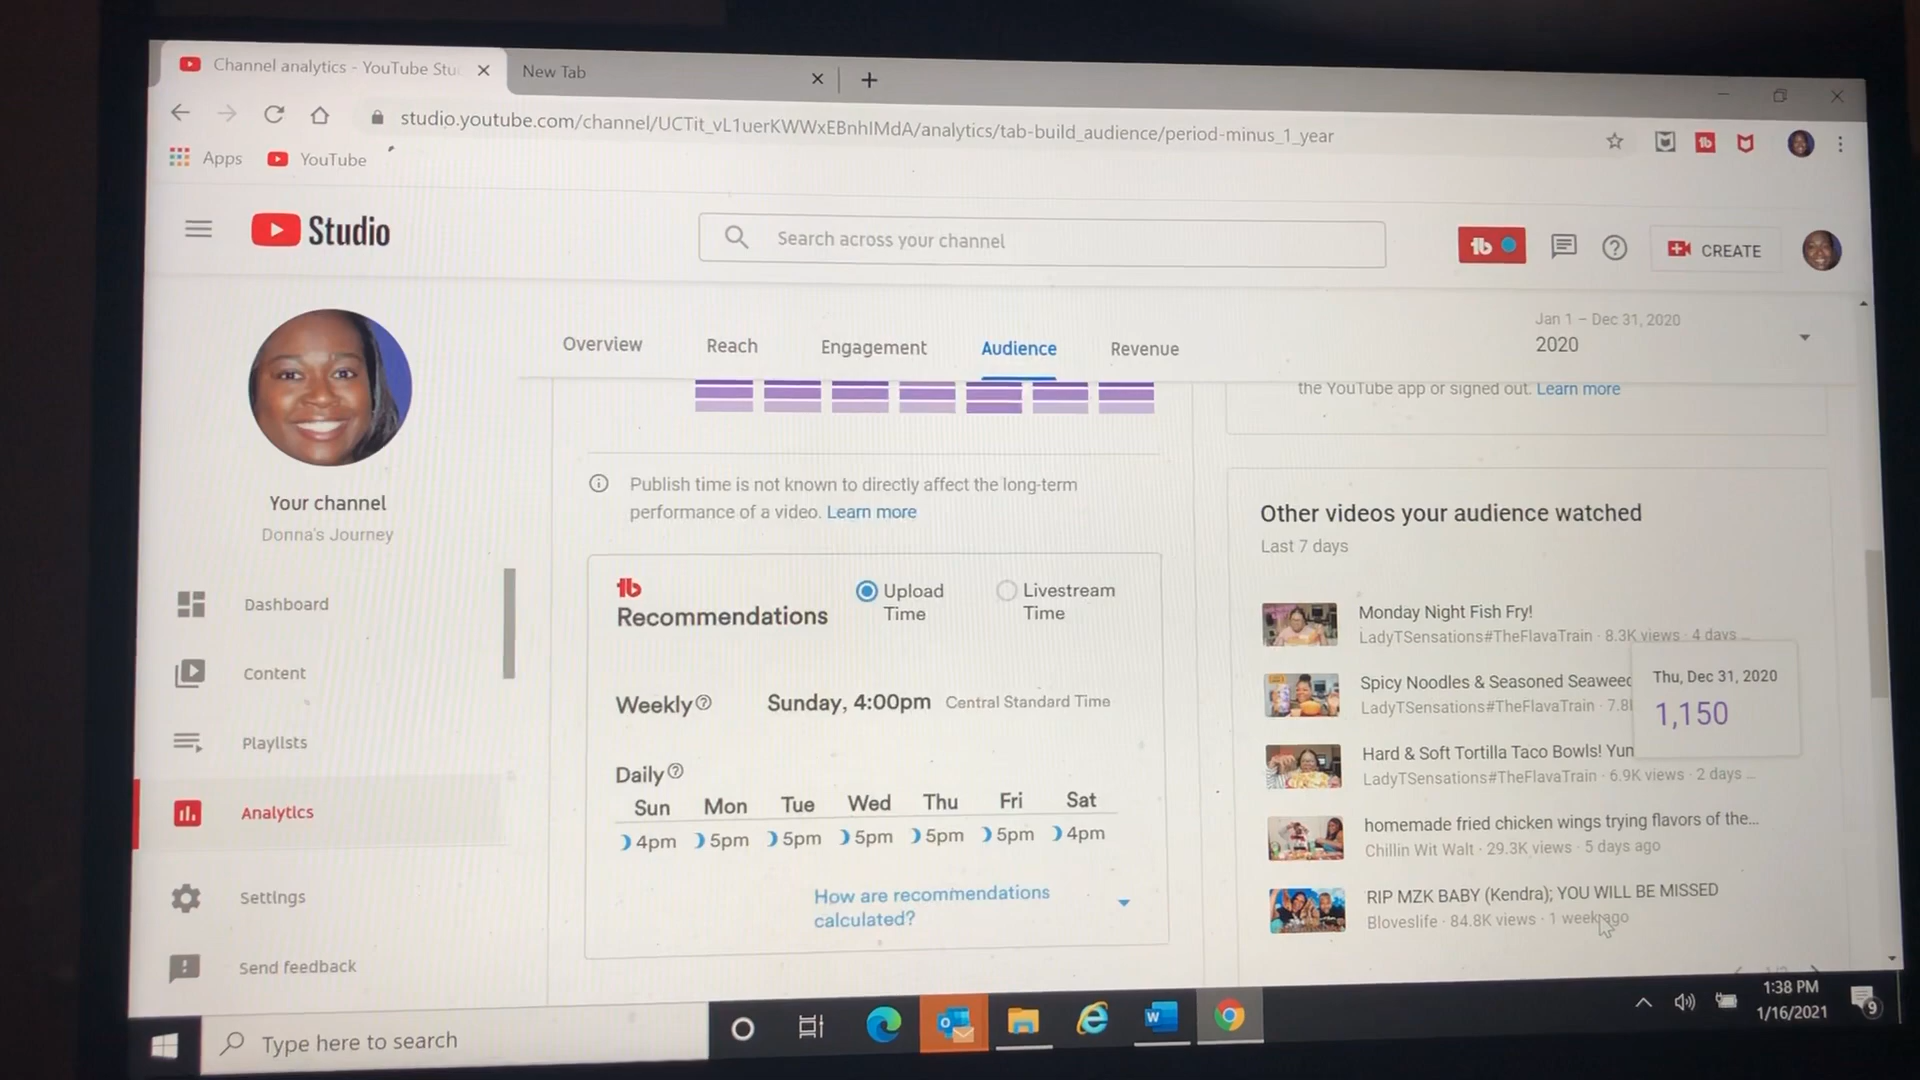 Channel analytics - YouTube Stu
New Tab
studio.youtube.com/channel/UCTit_vL1uerKWWxEBnhIMdA/analytics/tab-build_audience/period-minus_1_year
Apps
YouTube
Studio
Search across your channel
CREATE
Your channel
Donna's Journey
Dashboard
Content
Playlists
Analytics
Settings
Send feedback
Overview
Reach
Engagement
Audience
Revenue
Jan 1 – Dec 31, 2020
2020
Publish time is not known to directly affect the long-term
performance of a video. Learn more
tb
Recommendations
Upload
Time
Livestream
Time
Weekly
Sunday, 4:00pm Central Standard Time
Daily
Sun Mon Tue Wed Thu Fri Sat
4pm 5pm 5pm 5pm 5pm 5pm 4pm
How are recommendations
calculated?
the YouTube app or signed out. Learn more
Other videos your audience watched
Last 7 days
Monday Night Fish Fry!
LadyTSensations#TheFlavaTrain · 8.3K views · 4 days ...
Spicy Noodles & Seasoned Seaweed
LadyTSensations#TheFlavaTrain · 7.8
Thu, Dec 31, 2020
1,150
Hard & Soft Tortilla Taco Bowls! Yum
LadyTSensations#TheFlavaTrain · 6.9K views · 2 days ...
homemade fried chicken wings trying flavors of the...
Chillin Wit Walt · 29.3K views · 5 days ago
RIP MZK BABY (Kendra); YOU WILL BE MISSED
Bloveslife · 84.8K views · 1 week ago
Type here to search
1:38 PM
1/16/2021
9